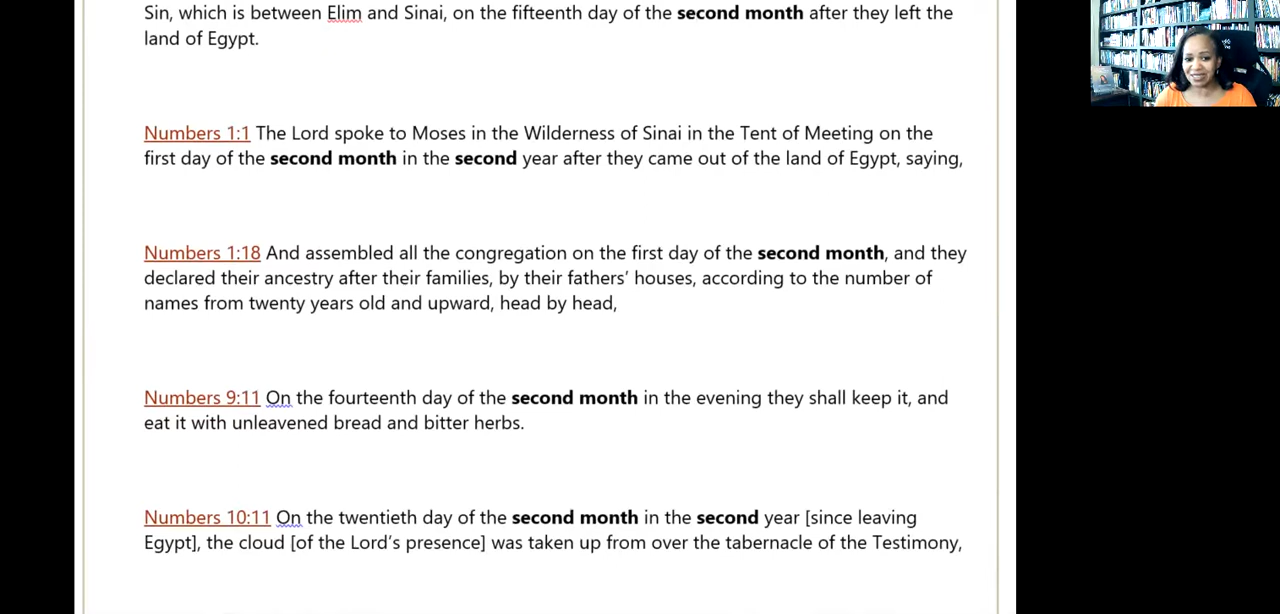 Sin, which is between Elim and Sinai, on the fifteenth day of the second month after they left the
land of Egypt.
Numbers 1:1 The Lord spoke to Moses in the Wilderness of Sinai in the Tent of Meeting on the
first day of the second month in the second year after they came out of the land of Egypt, saying,
Numbers 1:18 And assembled all the congregation on the first day of the second month, and they
declared their ancestry after their families, by their fathers’ houses, according to the number of
names from twenty years old and upward, head by head,
Numbers 9:11 On the fourteenth day of the second month in the evening they shall keep it, and
eat it with unleavened bread and bitter herbs.
Numbers 10:11 On the twentieth day of the second month in the second year [since leaving
Egypt], the cloud [of the Lord’s presence] was taken up from over the tabernacle of the Testimony,